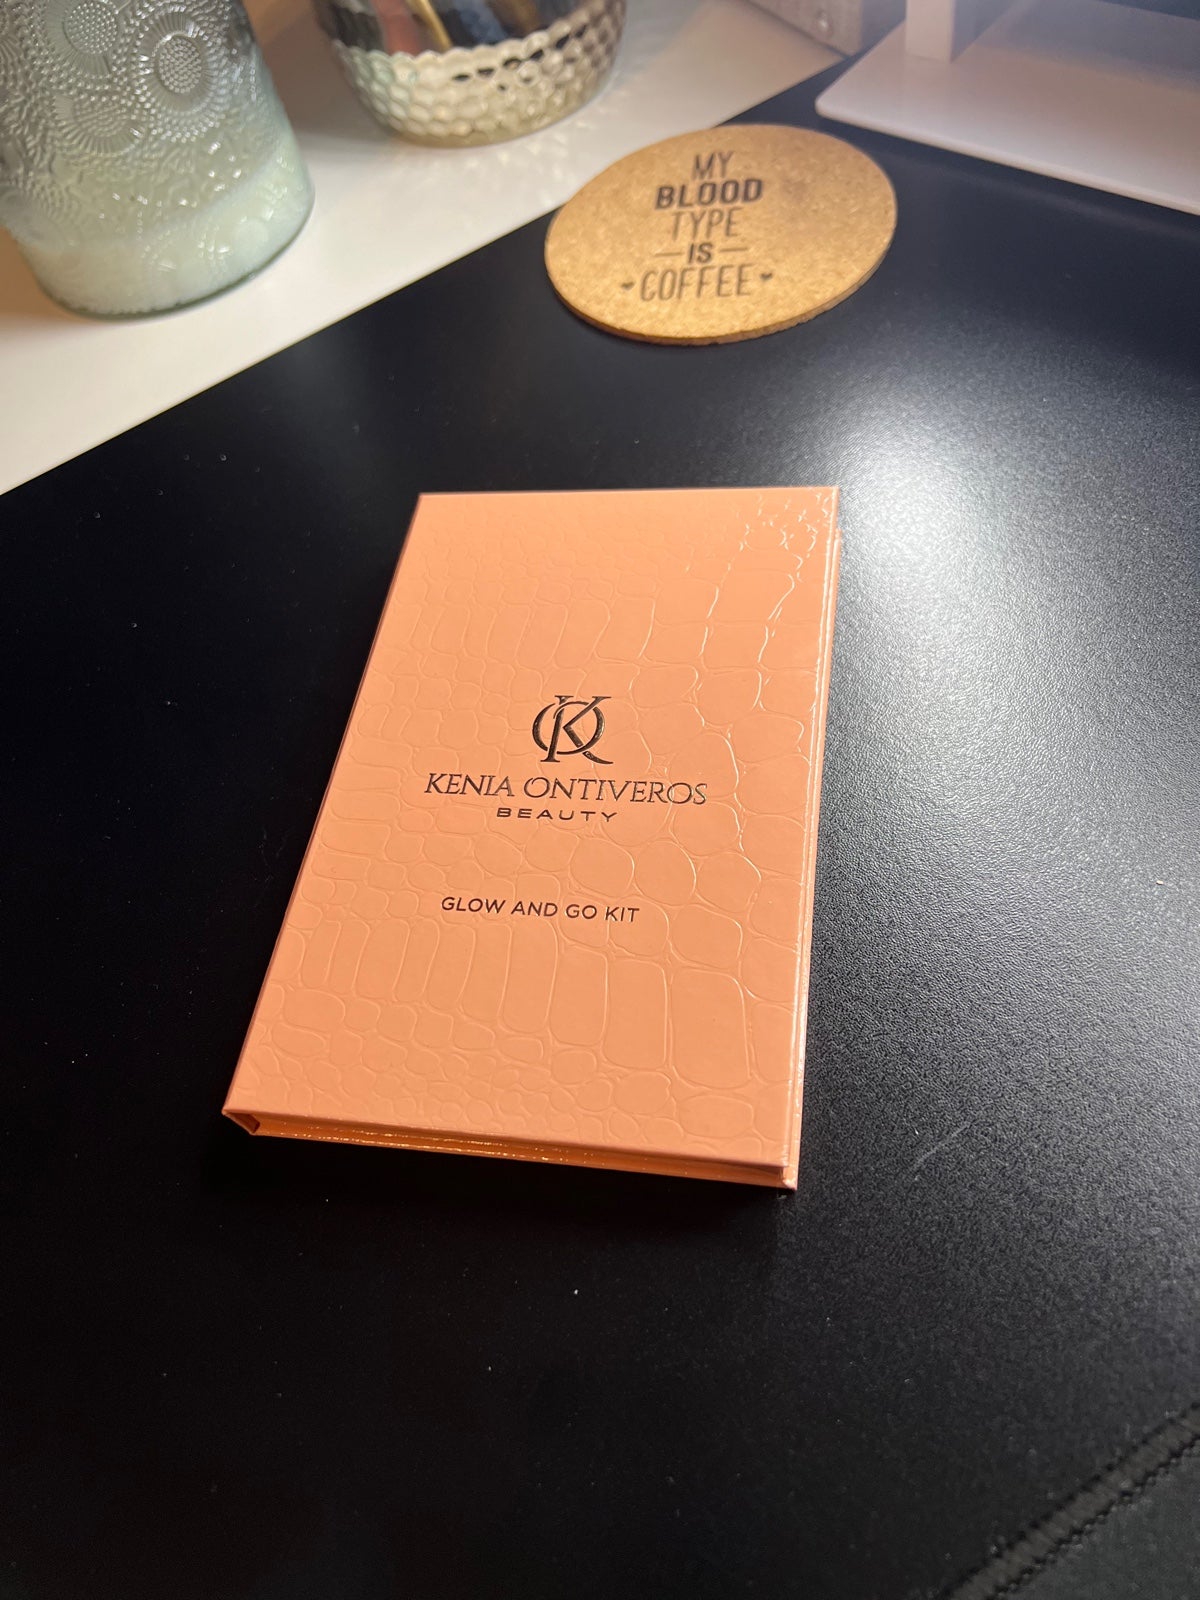 MY
BLOOD
TYPE
IS
COFFEE
KO
KENIA ONTIVEROS
BEAUTY
GLOW AND GO KIT